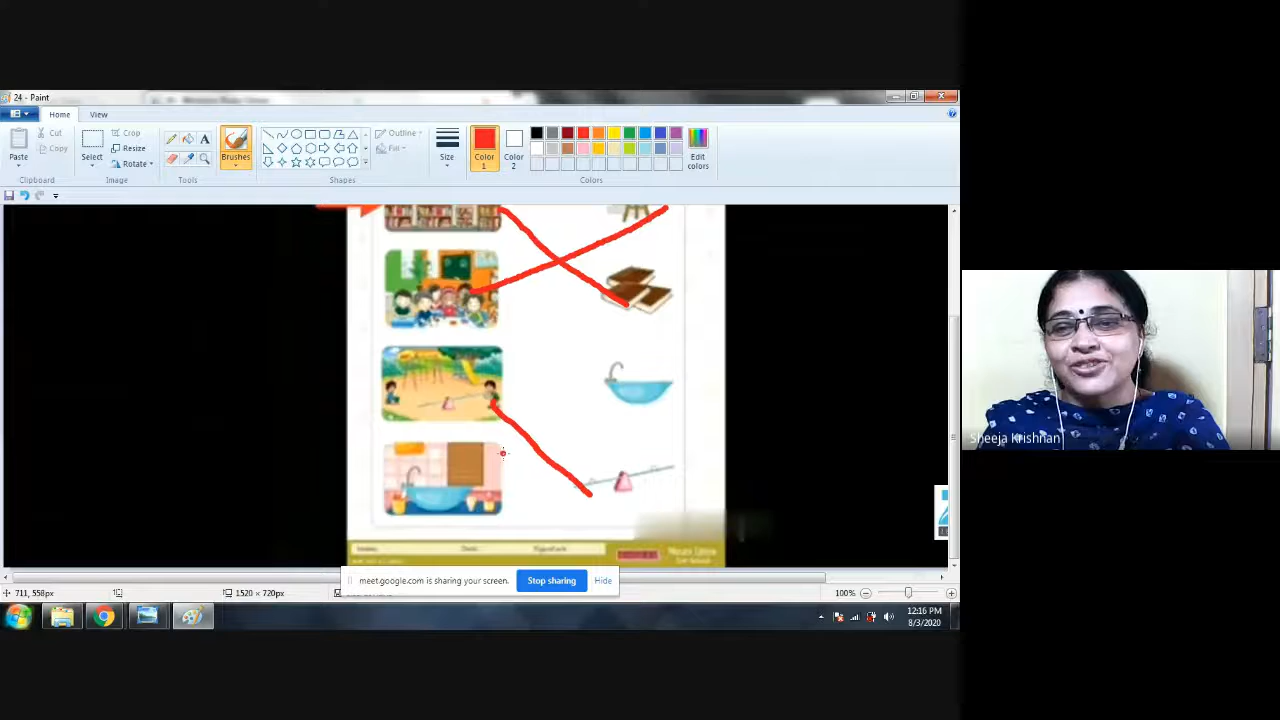 24 - Paint
Home View
Cut
Copy
Paste
Clipboard
Select
Crop
Resize
Rotate
Image
A
Tools
Brushes
Outline
Fill
Shapes
Size
Color 1
Color 2
Edit colors
Colors
meet.google.com is sharing your screen. Stop sharing Hide
711, 558px
1520 × 720px
100%
12:16 PM
8/3/2020
Sheeja Krishnan